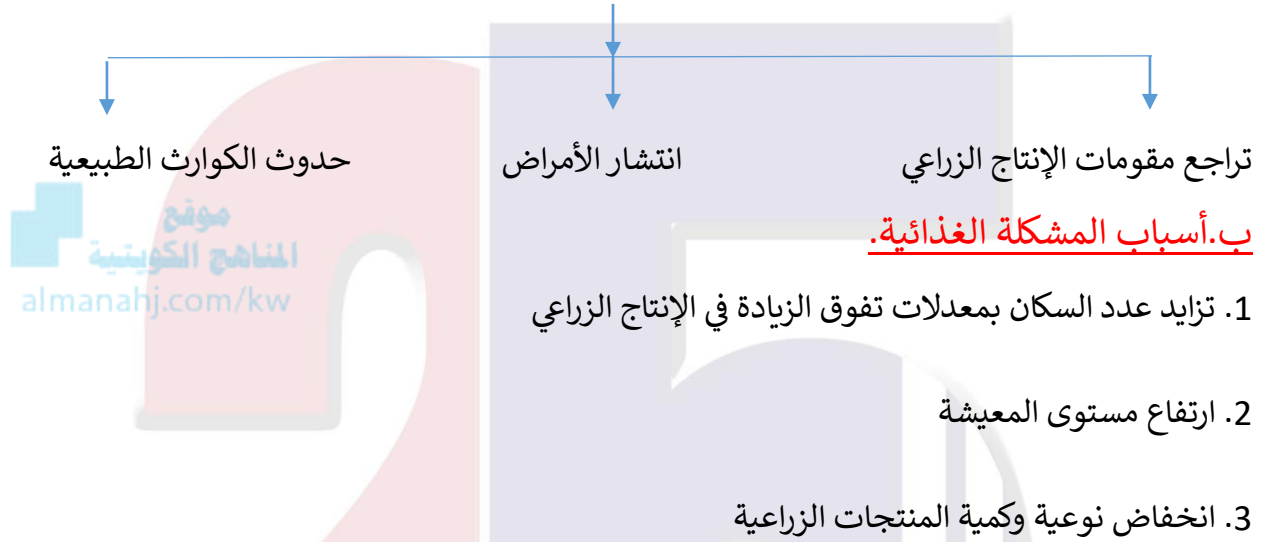 تراجع مقومات الإنتاج الزراعي انتشار الأمراض حدوث الكوارث الطبيعية
موقع
المناهج الكويتية
almanahj.com/kw
ب.أسباب المشكلة الغذائية.
1. تزايد عدد السكان بمعدلات تفوق الزيادة في الإنتاج الزراعي
2. ارتفاع مستوى المعيشة
3. انخفاض نوعية وكمية المنتجات الزراعية